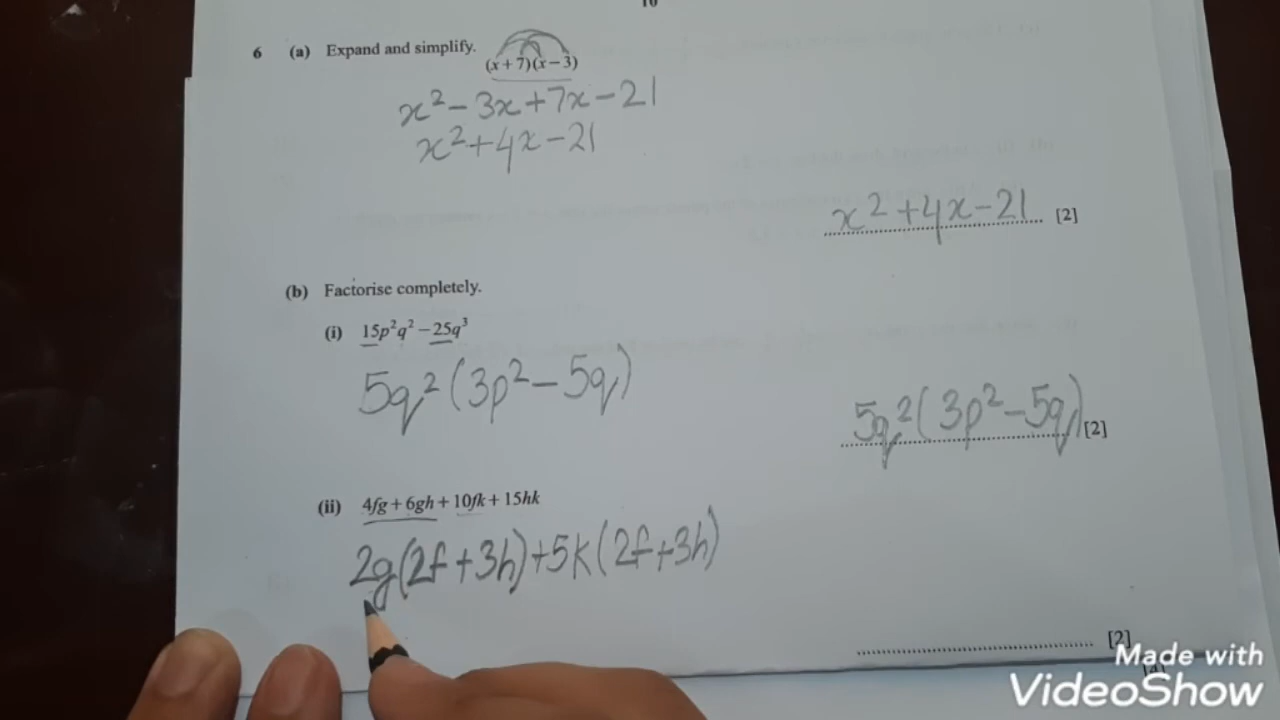 6 (a) Expand and simplify. (x + 7)(x − 3)
x² − 3x + 7x − 21
x² + 4x − 21
x² + 4x − 21 [2]
(b) Factorise completely.
(i) 15p²q² − 25q³
5q² (3p² − 5q)
5q² (3p² − 5q) [2]
(ii) 4fg + 6gh + 10fk + 15hk
2g(2f + 3h) + 5k(2f + 3h)
[2]
Made with
VideoShow